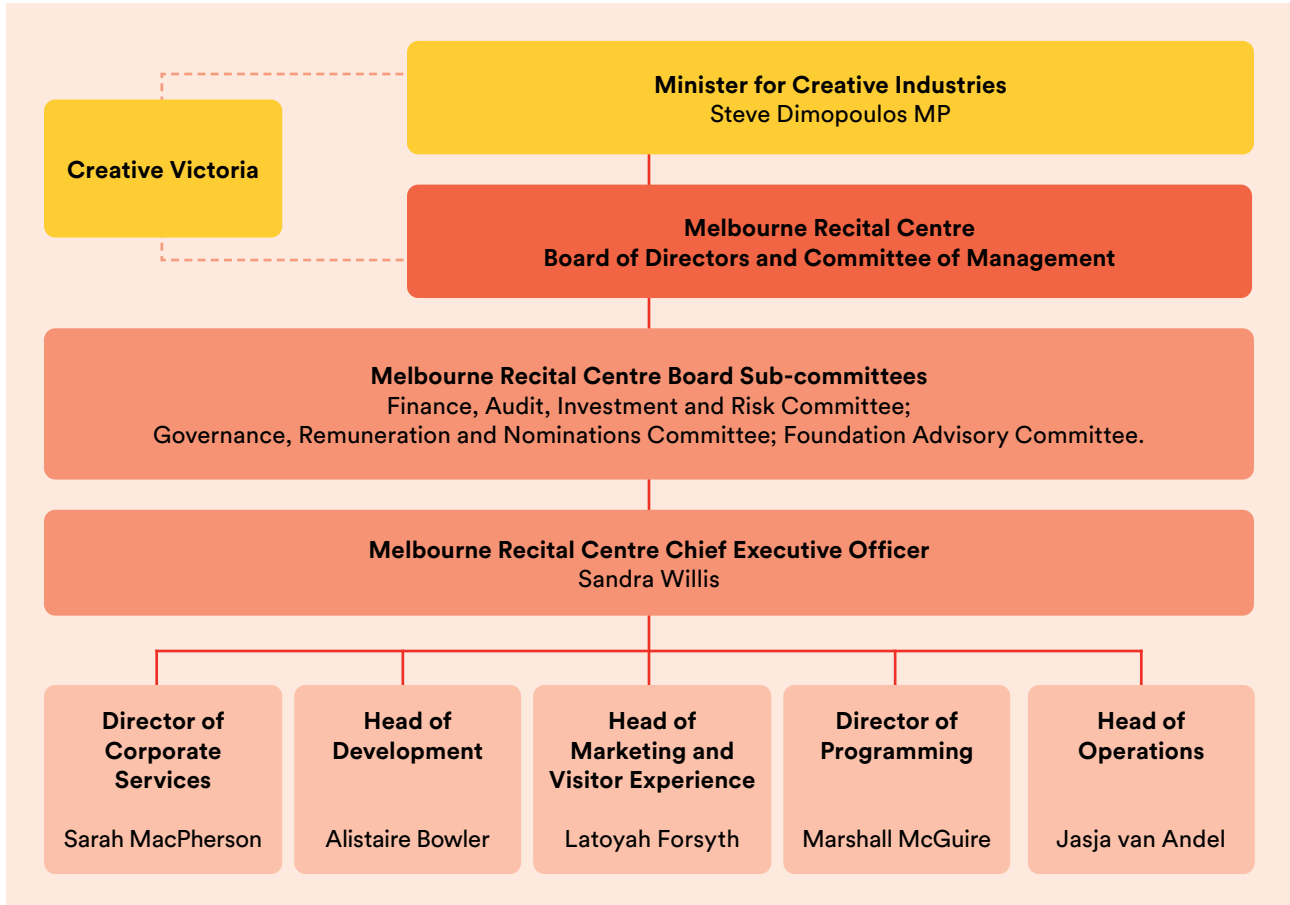 Minister for Creative Industries
Steve Dimopoulos MP
Creative Victoria
Melbourne Recital Centre
Board of Directors and Committee of Management
Melbourne Recital Centre Board Sub-committees
Finance, Audit, Investment and Risk Committee;
Governance, Remuneration and Nominations Committee; Foundation Advisory Committee.
Melbourne Recital Centre Chief Executive Officer
Sandra Willis
Director of
Corporate
Services
Sarah MacPherson
Head of
Development
Alistaire Bowler
Head of
Marketing and
Visitor Experience
Latoyah Forsyth
Director of
Programming
Marshall McGuire
Head of
Operations
Jasja van Andel